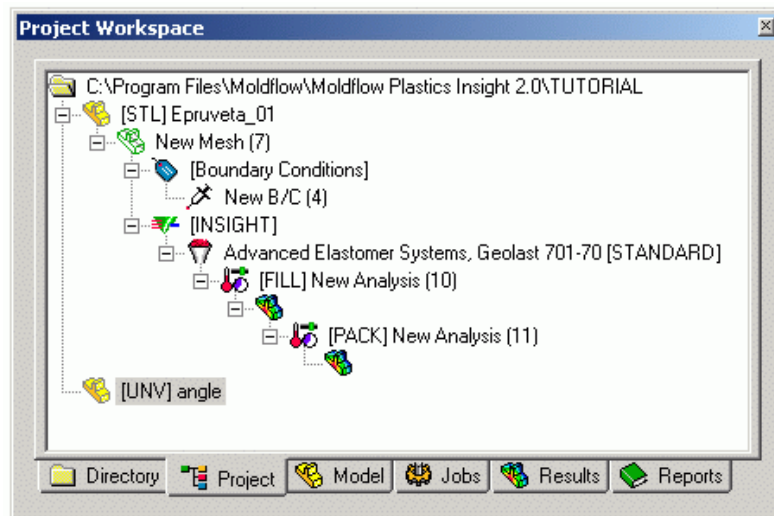 Project Workspace
C:\Program Files\Moldflow\Moldflow Plastics Insight 2.0\TUTORIAL
[STL] Epruveta_01
New Mesh (7)
[Boundary Conditions]
New B/C (4)
[INSIGHT]
Advanced Elastomer Systems, Geolast 701-70 [STANDARD]
[FILL] New Analysis (10)
[PACK] New Analysis (11)
[UNV] angle
Directory Project Model Jobs Results Reports